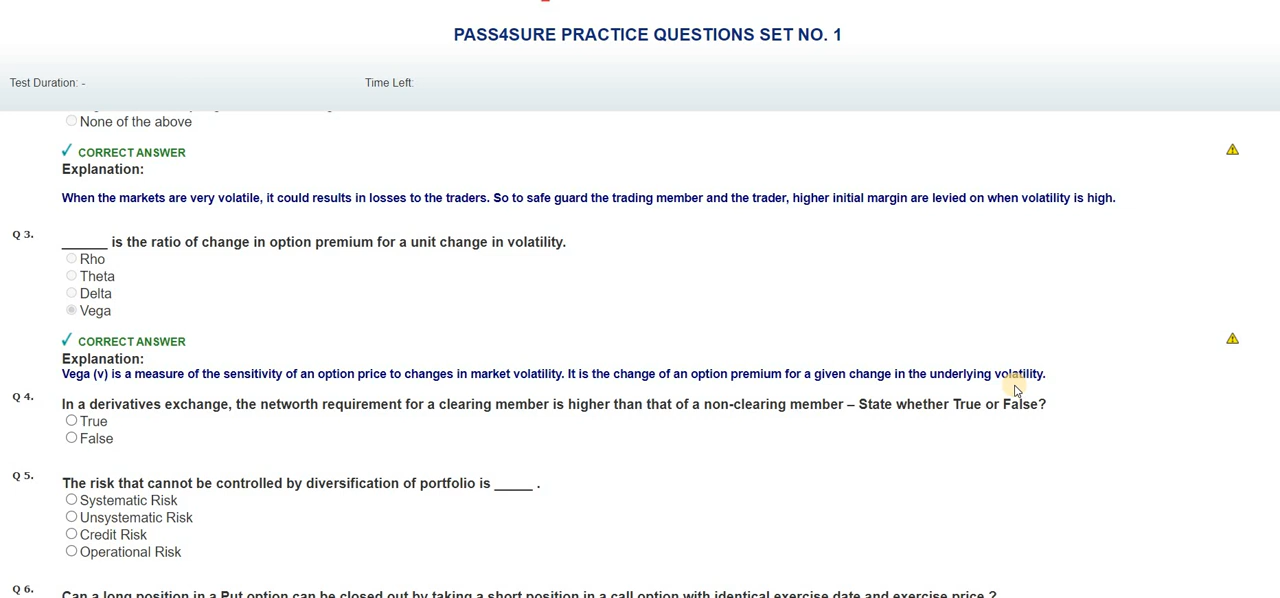 PASS4SURE PRACTICE QUESTIONS SET NO. 1
Test Duration: -
Time Left:
None of the above
✓ CORRECT ANSWER
Explanation:
When the markets are very volatile, it could results in losses to the traders. So to safe guard the trading member and the trader, higher initial margin are levied on when volatility is high.
Q 3.
______ is the ratio of change in option premium for a unit change in volatility.
Rho
Theta
Delta
Vega
✓ CORRECT ANSWER
Explanation:
Vega (v) is a measure of the sensitivity of an option price to changes in market volatility. It is the change of an option premium for a given change in the underlying volatility.
Q 4.
In a derivatives exchange, the networth requirement for a clearing member is higher than that of a non-clearing member – State whether True or False?
True
False
Q 5.
The risk that cannot be controlled by diversification of portfolio is _____ .
Systematic Risk
Unsystematic Risk
Credit Risk
Operational Risk
Q 6.
Can a long position in a Put option can be closed out by taking a short position in a call option with identical exercise date and exercise price ?